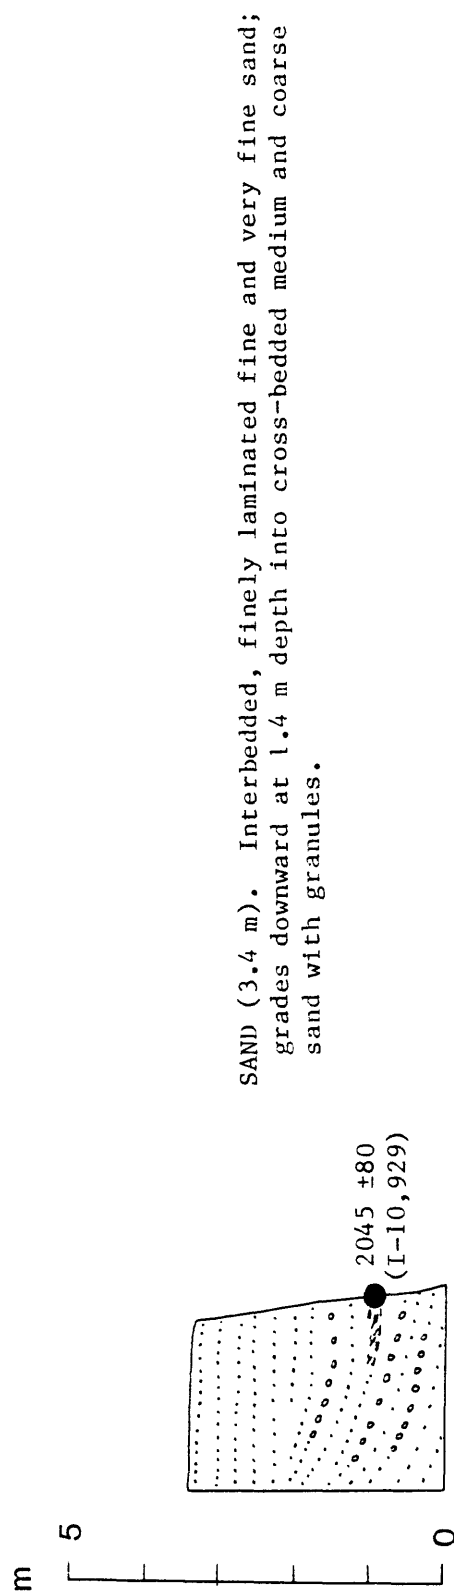 m
5
0
2045 ±80
(I-10,929)
SAND (3.4 m). Interbedded, finely laminated fine and very fine sand;
grades downward at 1.4 m depth into cross-bedded medium and coarse
sand with granules.